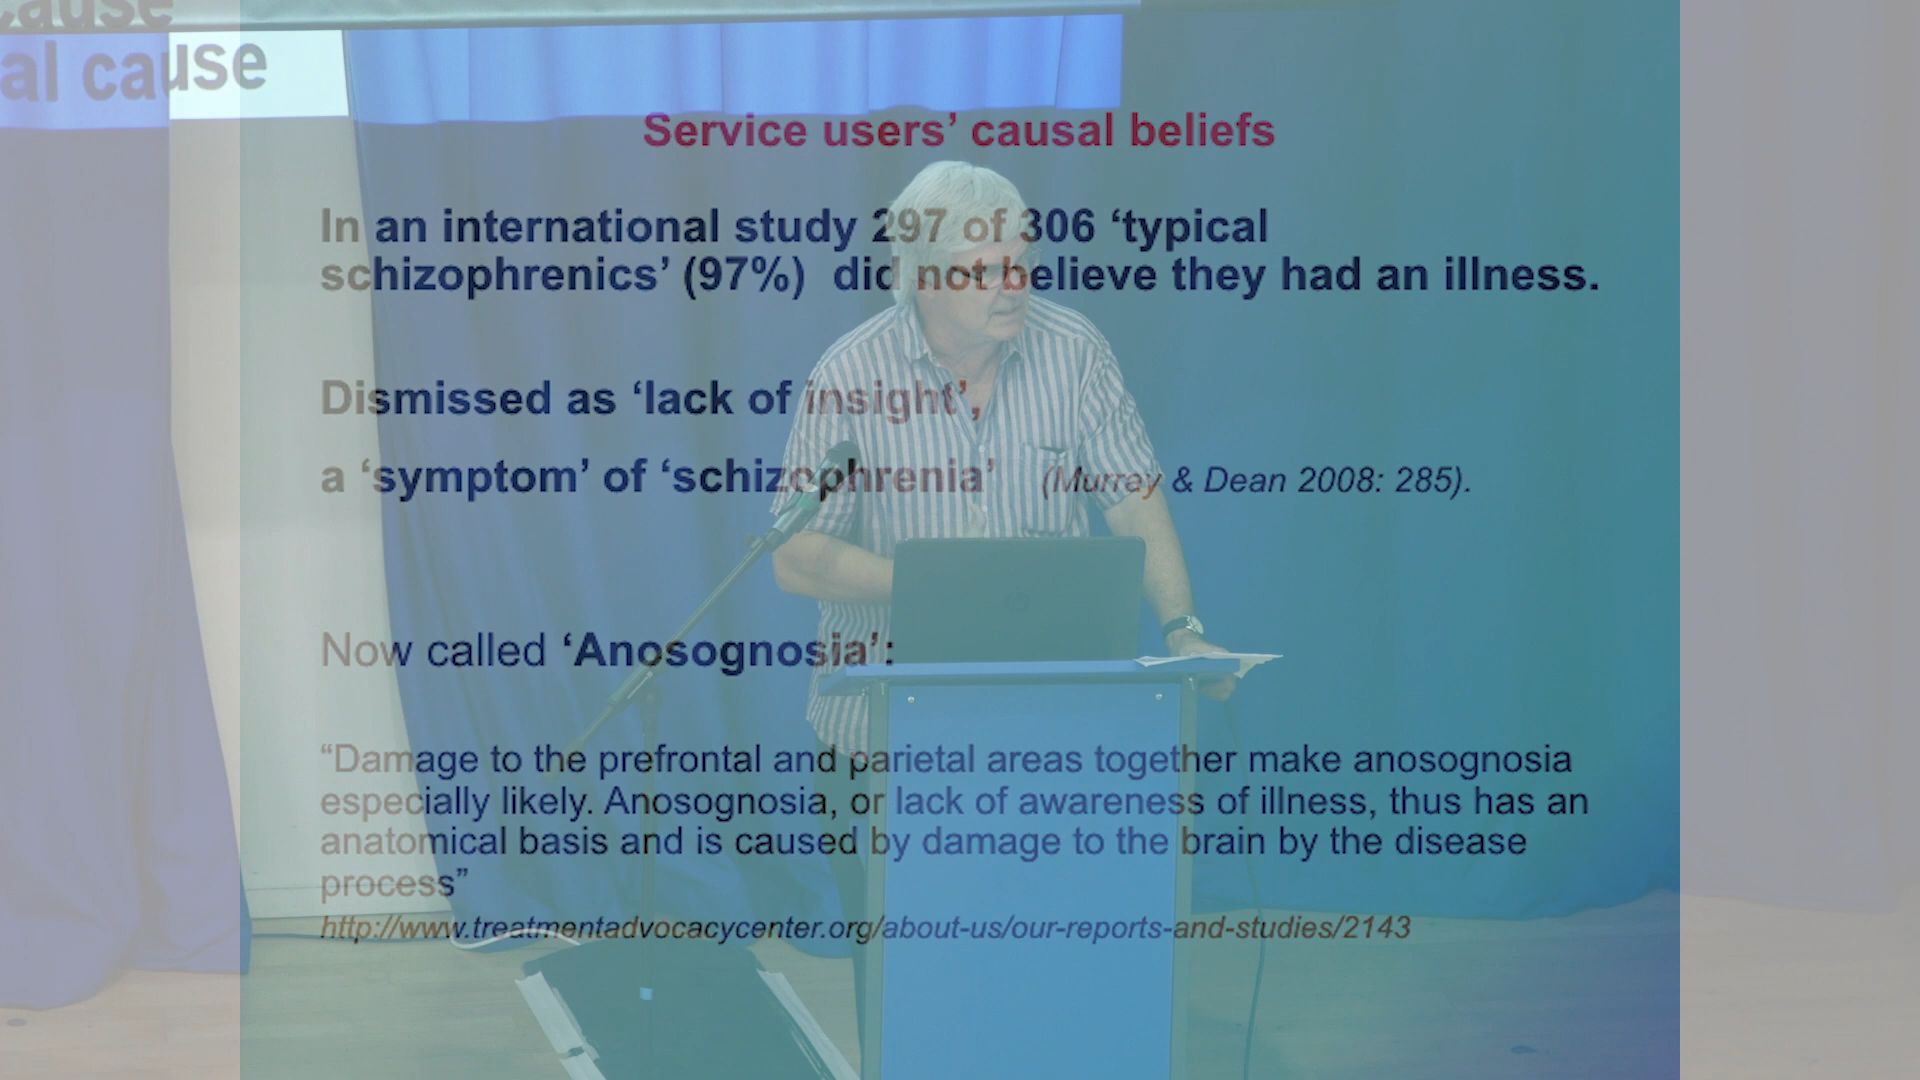 cause
al cause
Service users’ causal beliefs
In an international study 297 of 306 ‘typical
schizophrenics’ (97%) did not believe they had an illness.
Dismissed as ‘lack of insight’,
a ‘symptom’ of ‘schizophrenia’ (Murray & Dean 2008: 285).
Now called ‘Anosognosia’:
“Damage to the prefrontal and parietal areas together make anosognosia
especially likely. Anosognosia, or lack of awareness of illness, thus has an
anatomical basis and is caused by damage to the brain by the disease
process”
http://www.treatmentadvocacycenter.org/about-us/our-reports-and-studies/2143